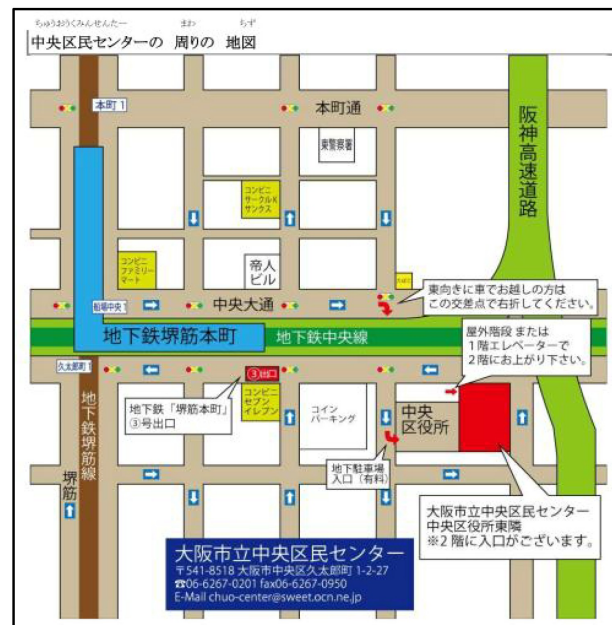 ちゅうおうくみんせんたー まわ ちず
中央区民センターの 周りの 地図
本町 1
本町通
阪神高速道路
東警察署
コンビニ
サークルK
サンクス
コンビニ
ファミリー
マート
帝人
ビル
東向きに車でお越しの方は
この交差点で右折してください。
船場中央 1
中央大通
地下鉄堺筋本町
地下鉄中央線
屋外階段 または
1階エレベーターで
2階にお上がり下さい。
久太郎町 1
③出口
地下鉄「堺筋本町」
③号出口
コンビニ
セブン
イレブン
コイン
パーキング
中央
区役所
地下鉄堺筋線
堺筋
地下駐車場
入口(有料)
大阪市立中央区民センター
中央区役所東隣
※2階に入口がございます。
大阪市立中央区民センター
〒541-8518 大阪市中央区久太郎町 1-2-27
☎06-6267-0201 fax06-6267-0950
E-Mail chuo-center@sweet.ocn.ne.jp